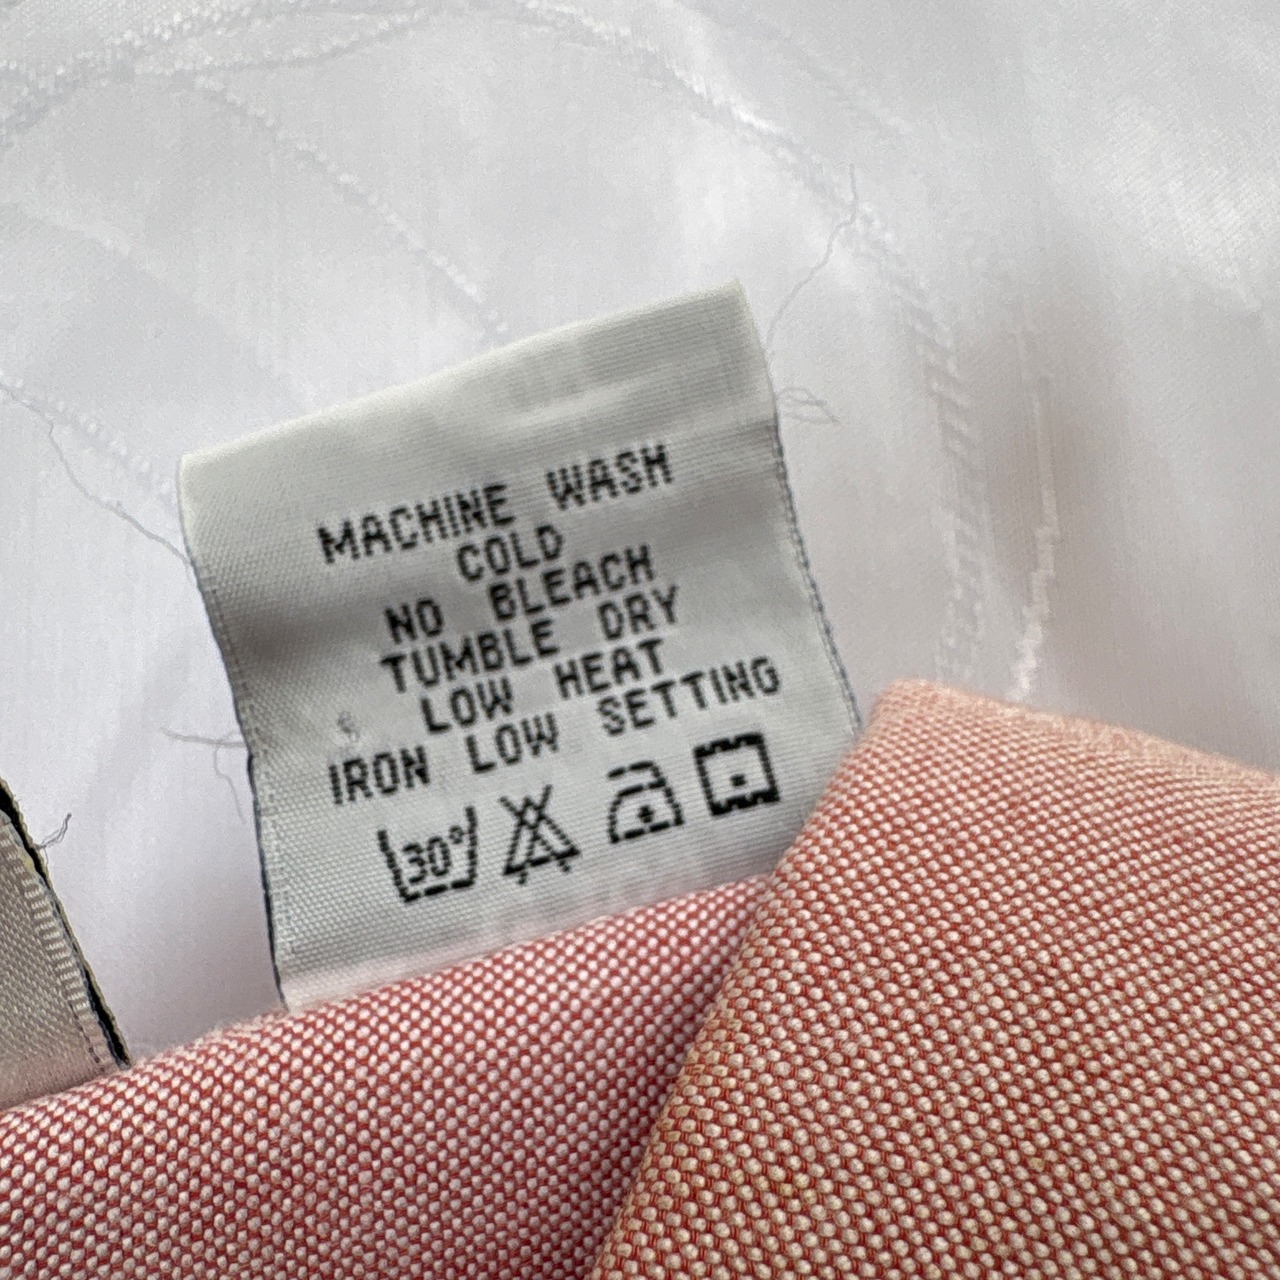 MACHINE WASH
COLD
NO BLEACH
TUMBLE DRY
LOW HEAT
IRON LOW SETTING
30°